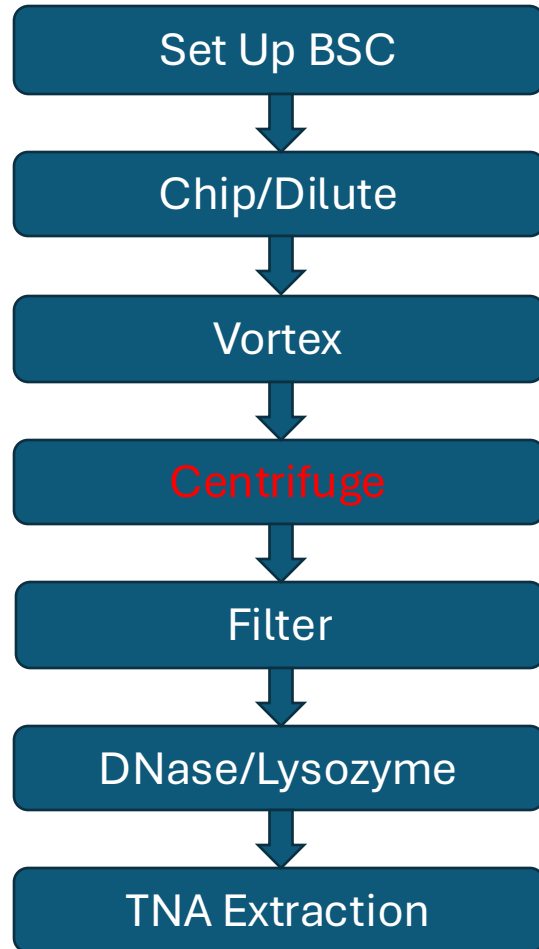 Set Up BSC
Chip/Dilute
Vortex
Centrifuge
Filter
DNase/Lysozyme
TNA Extraction